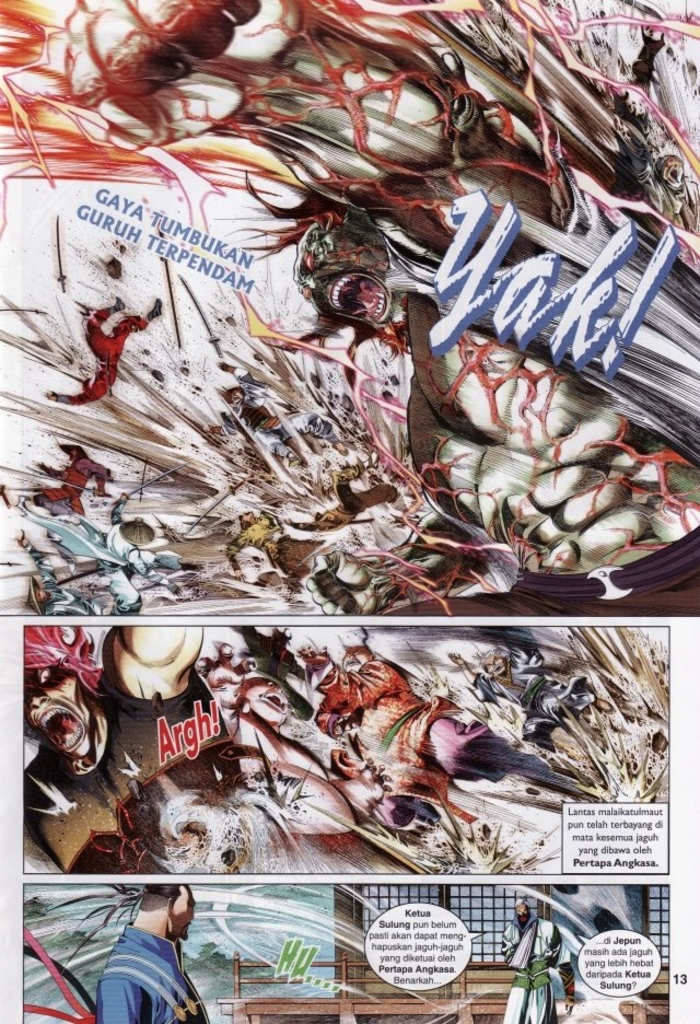 GAYA TUMBUKAN
GURUH TERPENDAM
Yak!
Argh!
Lantas malaikatulmaut
pun telah terbayang di
mata kesemua jaguh
yang dibawa oleh
Pertapa Angkasa.
Ketua
Sulung pun belum
pasti akan dapat meng-
hapuskan jaguh-jaguh
yang diketuai oleh
Pertapa Angkasa.
Benarkah...
HU.....
...di Jepun
masih ada jaguh
yang lebih hebat
daripada Ketua
Sulung?
13